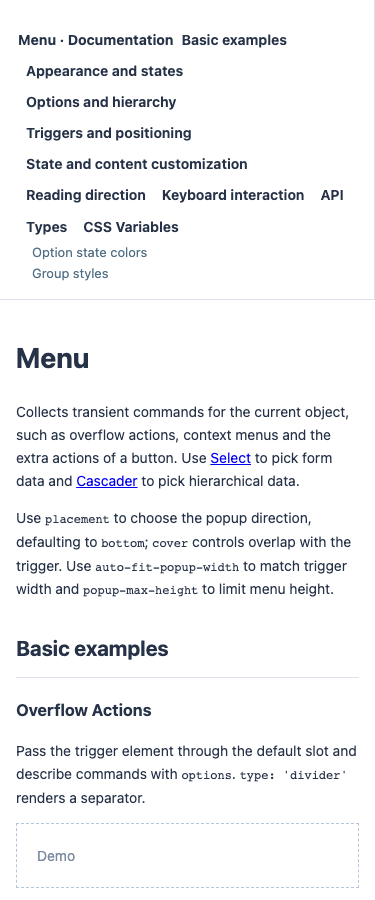 Menu · Documentation Basic examples
Appearance and states
Options and hierarchy
Triggers and positioning
State and content customization
Reading direction Keyboard interaction API
Types CSS Variables
Option state colors
Group styles
Menu
Collects transient commands for the current object,
such as overflow actions, context menus and the
extra actions of a button. Use Select to pick form
data and Cascader to pick hierarchical data.
Use placement to choose the popup direction,
defaulting to bottom; cover controls overlap with the
trigger. Use auto-fit-popup-width to match trigger
width and popup-max-height to limit menu height.
Basic examples
Overflow Actions
Pass the trigger element through the default slot and
describe commands with options. type: 'divider'
renders a separator.
Demo